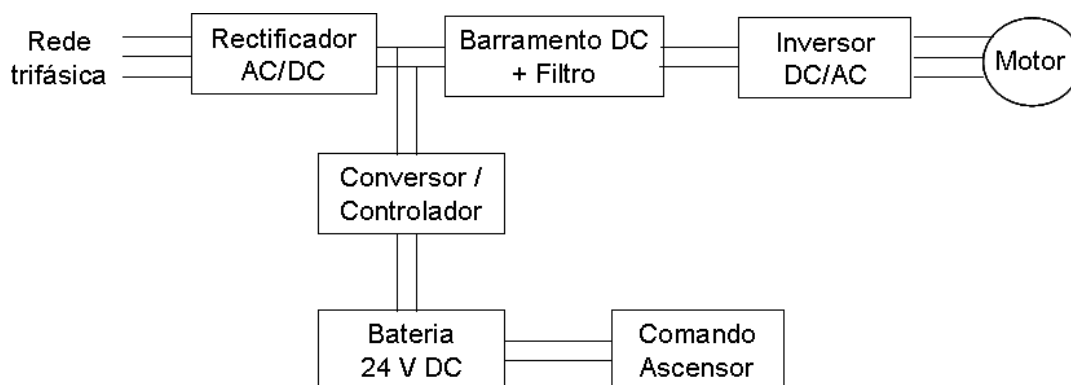 Rede
trifásica
Rectificador
AC/DC
Barramento DC
+ Filtro
Inversor
DC/AC
Motor
Conversor /
Controlador
Bateria
24 V DC
Comando
Ascensor